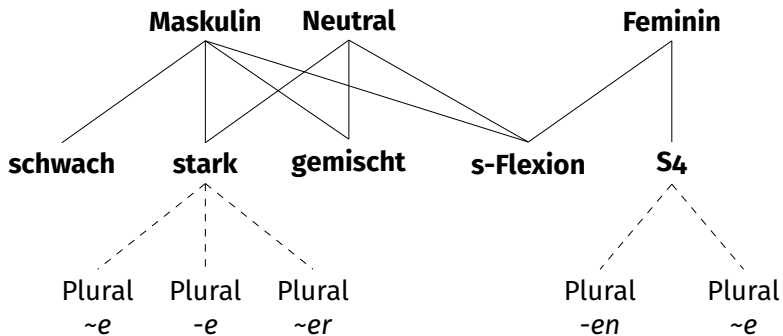 Maskulin Neutral Feminin
schwach stark gemischt s-Flexion S4
Plural Plural Plural Plural Plural
~e -e ~er -en ~e